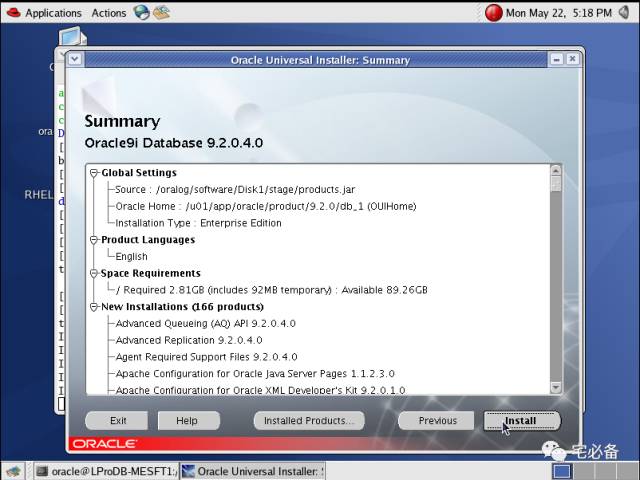 Applications Actions Mon May 22, 5:18 PM
Oracle Universal Installer: Summary
ora
RHEL
Summary
Oracle9i Database 9.2.0.4.0
Global Settings
Source : /oralog/software/Disk1/stage/products.jar
Oracle Home : /u01/app/oracle/product/9.2.0/db_1 (OUIHome)
Installation Type : Enterprise Edition
Product Languages
English
Space Requirements
/ Required 2.81GB (includes 92MB temporary) : Available 89.26GB
New Installations (166 products)
Advanced Queueing (AQ) API 9.2.0.4.0
Advanced Replication 9.2.0.4.0
Agent Required Support Files 9.2.0.4.0
Apache Configuration for Oracle Java Server Pages 1.1.2.3.0
Apache Configuration for Oracle XML Developer's Kit 9.2.0.1.0
Exit Help Installed Products... Previous Install
ORACLE
宅必备
oracle@LProDB-MESFT1:/ Oracle Universal Installer: S